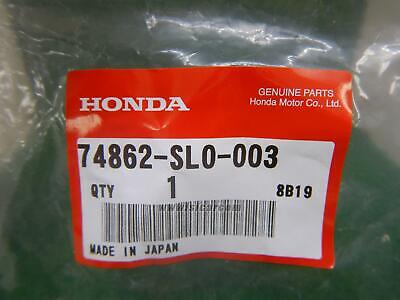 HONDA
GENUINE PARTS
Honda Motor Co., Ltd.
74862-SL0-003
QTY 1 8B19
MADE IN JAPAN